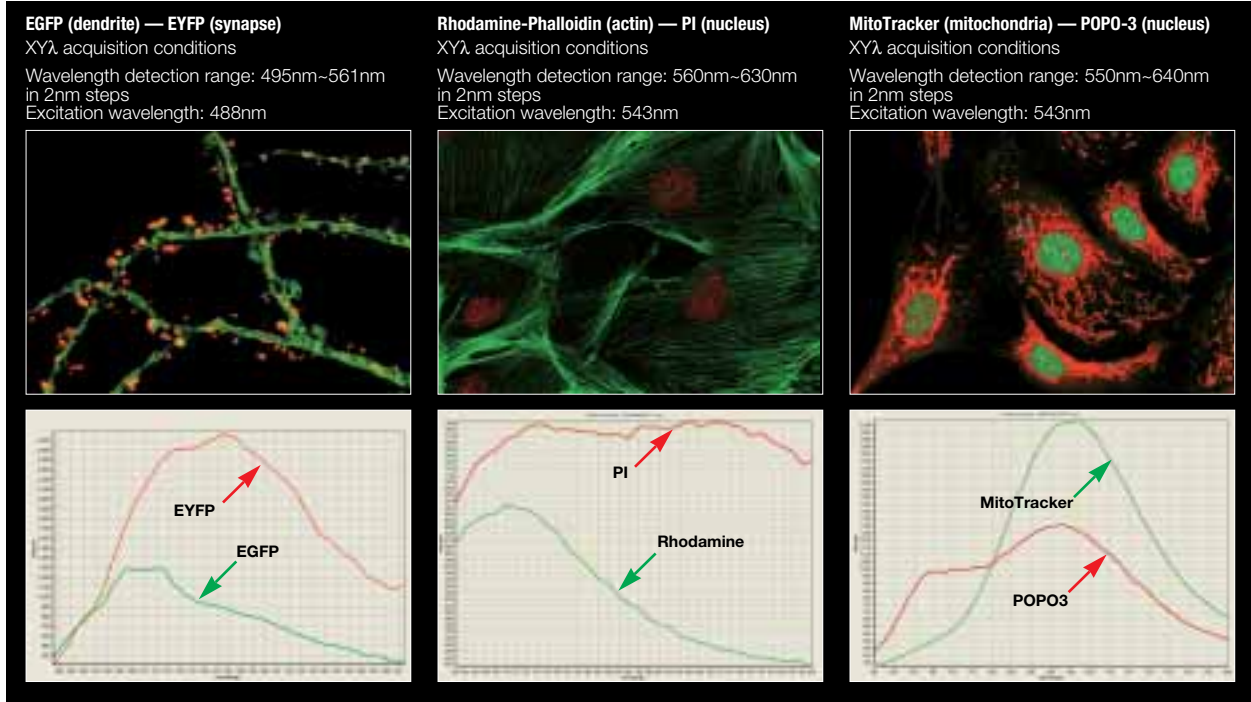 EGFP (dendrite) — EYFP (synapse)
XYλ acquisition conditions
Wavelength detection range: 495nm~561nm
in 2nm steps
Excitation wavelength: 488nm
Rhodamine-Phalloidin (actin) — PI (nucleus)
XYλ acquisition conditions
Wavelength detection range: 560nm~630nm
in 2nm steps
Excitation wavelength: 543nm
MitoTracker (mitochondria) — POPO-3 (nucleus)
XYλ acquisition conditions
Wavelength detection range: 550nm~640nm
in 2nm steps
Excitation wavelength: 543nm
EYFP
EGFP
PI
Rhodamine
MitoTracker
POPO3